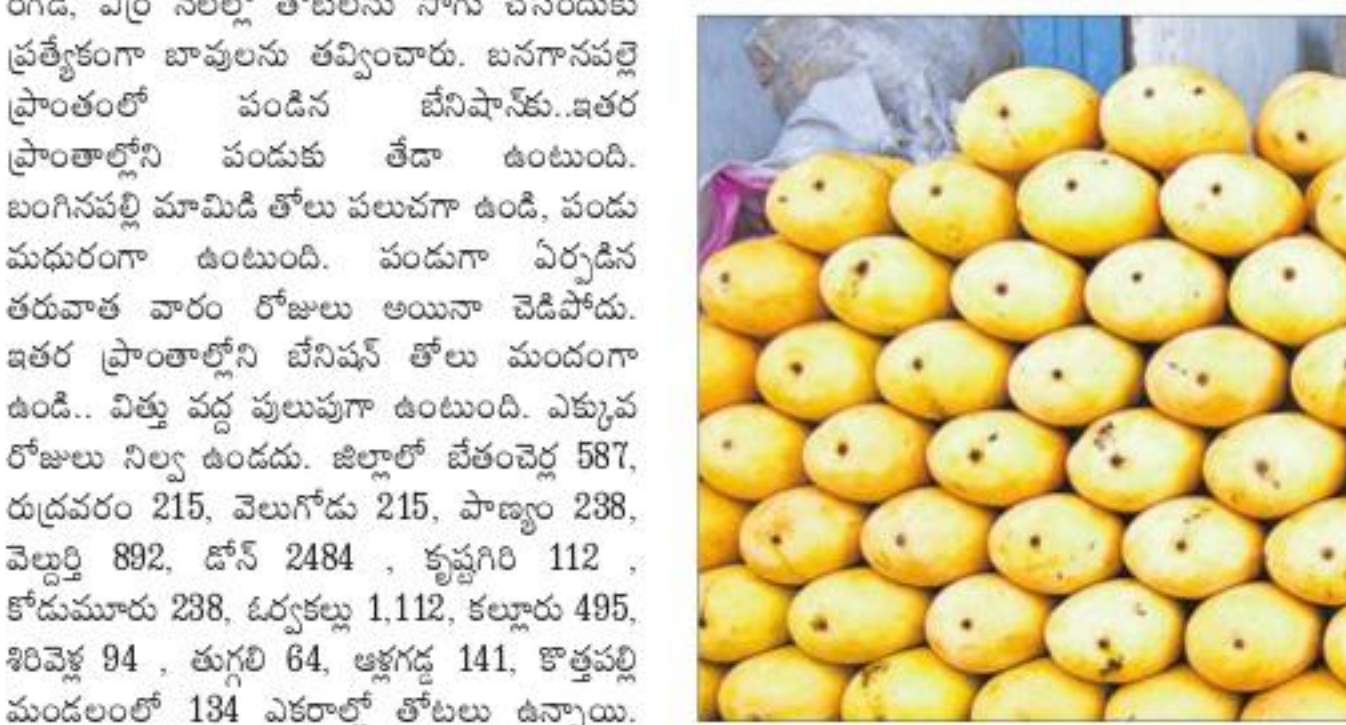 ప్రత్యేకంగా బావులను తవ్వించారు. బనగానపల్లె
ప్రాంతంలో పండిన బేనిషాన్‌కు..ఇతర
ప్రాంతాల్లోని పండుకు తేడా ఉంటుంది.
బంగినపల్లి మామిడి తోలు పలుచగా ఉండి, పండు
మధురంగా ఉంటుంది. పండుగా ఏర్పడిన
తరువాత వారం రోజులు అయినా చెడిపోదు.
ఇతర ప్రాంతాల్లోని బేనిషన్ తోలు మందంగా
ఉండి.. విత్తు వద్ద పులుపుగా ఉంటుంది. ఎక్కువ
రోజులు నిల్వ ఉండదు. జిల్లాలో బేతంచెర్ల 587,
రుద్రవరం 215, వెలుగోడు 215, పాణ్యం 238,
వెల్దుర్తి 892, డోన్ 2484 , కృష్ణగిరి 112 ,
కోడుమూరు 238, ఓర్వకల్లు 1,112, కల్లూరు 495,
శిరివెళ్ల 94 , తుగ్గలి 64, ఆళ్లగడ్డ 141, కొత్తపల్లి
మండలంలో 134 ఎకరాల్లో తోటలు ఉన్నాయి.